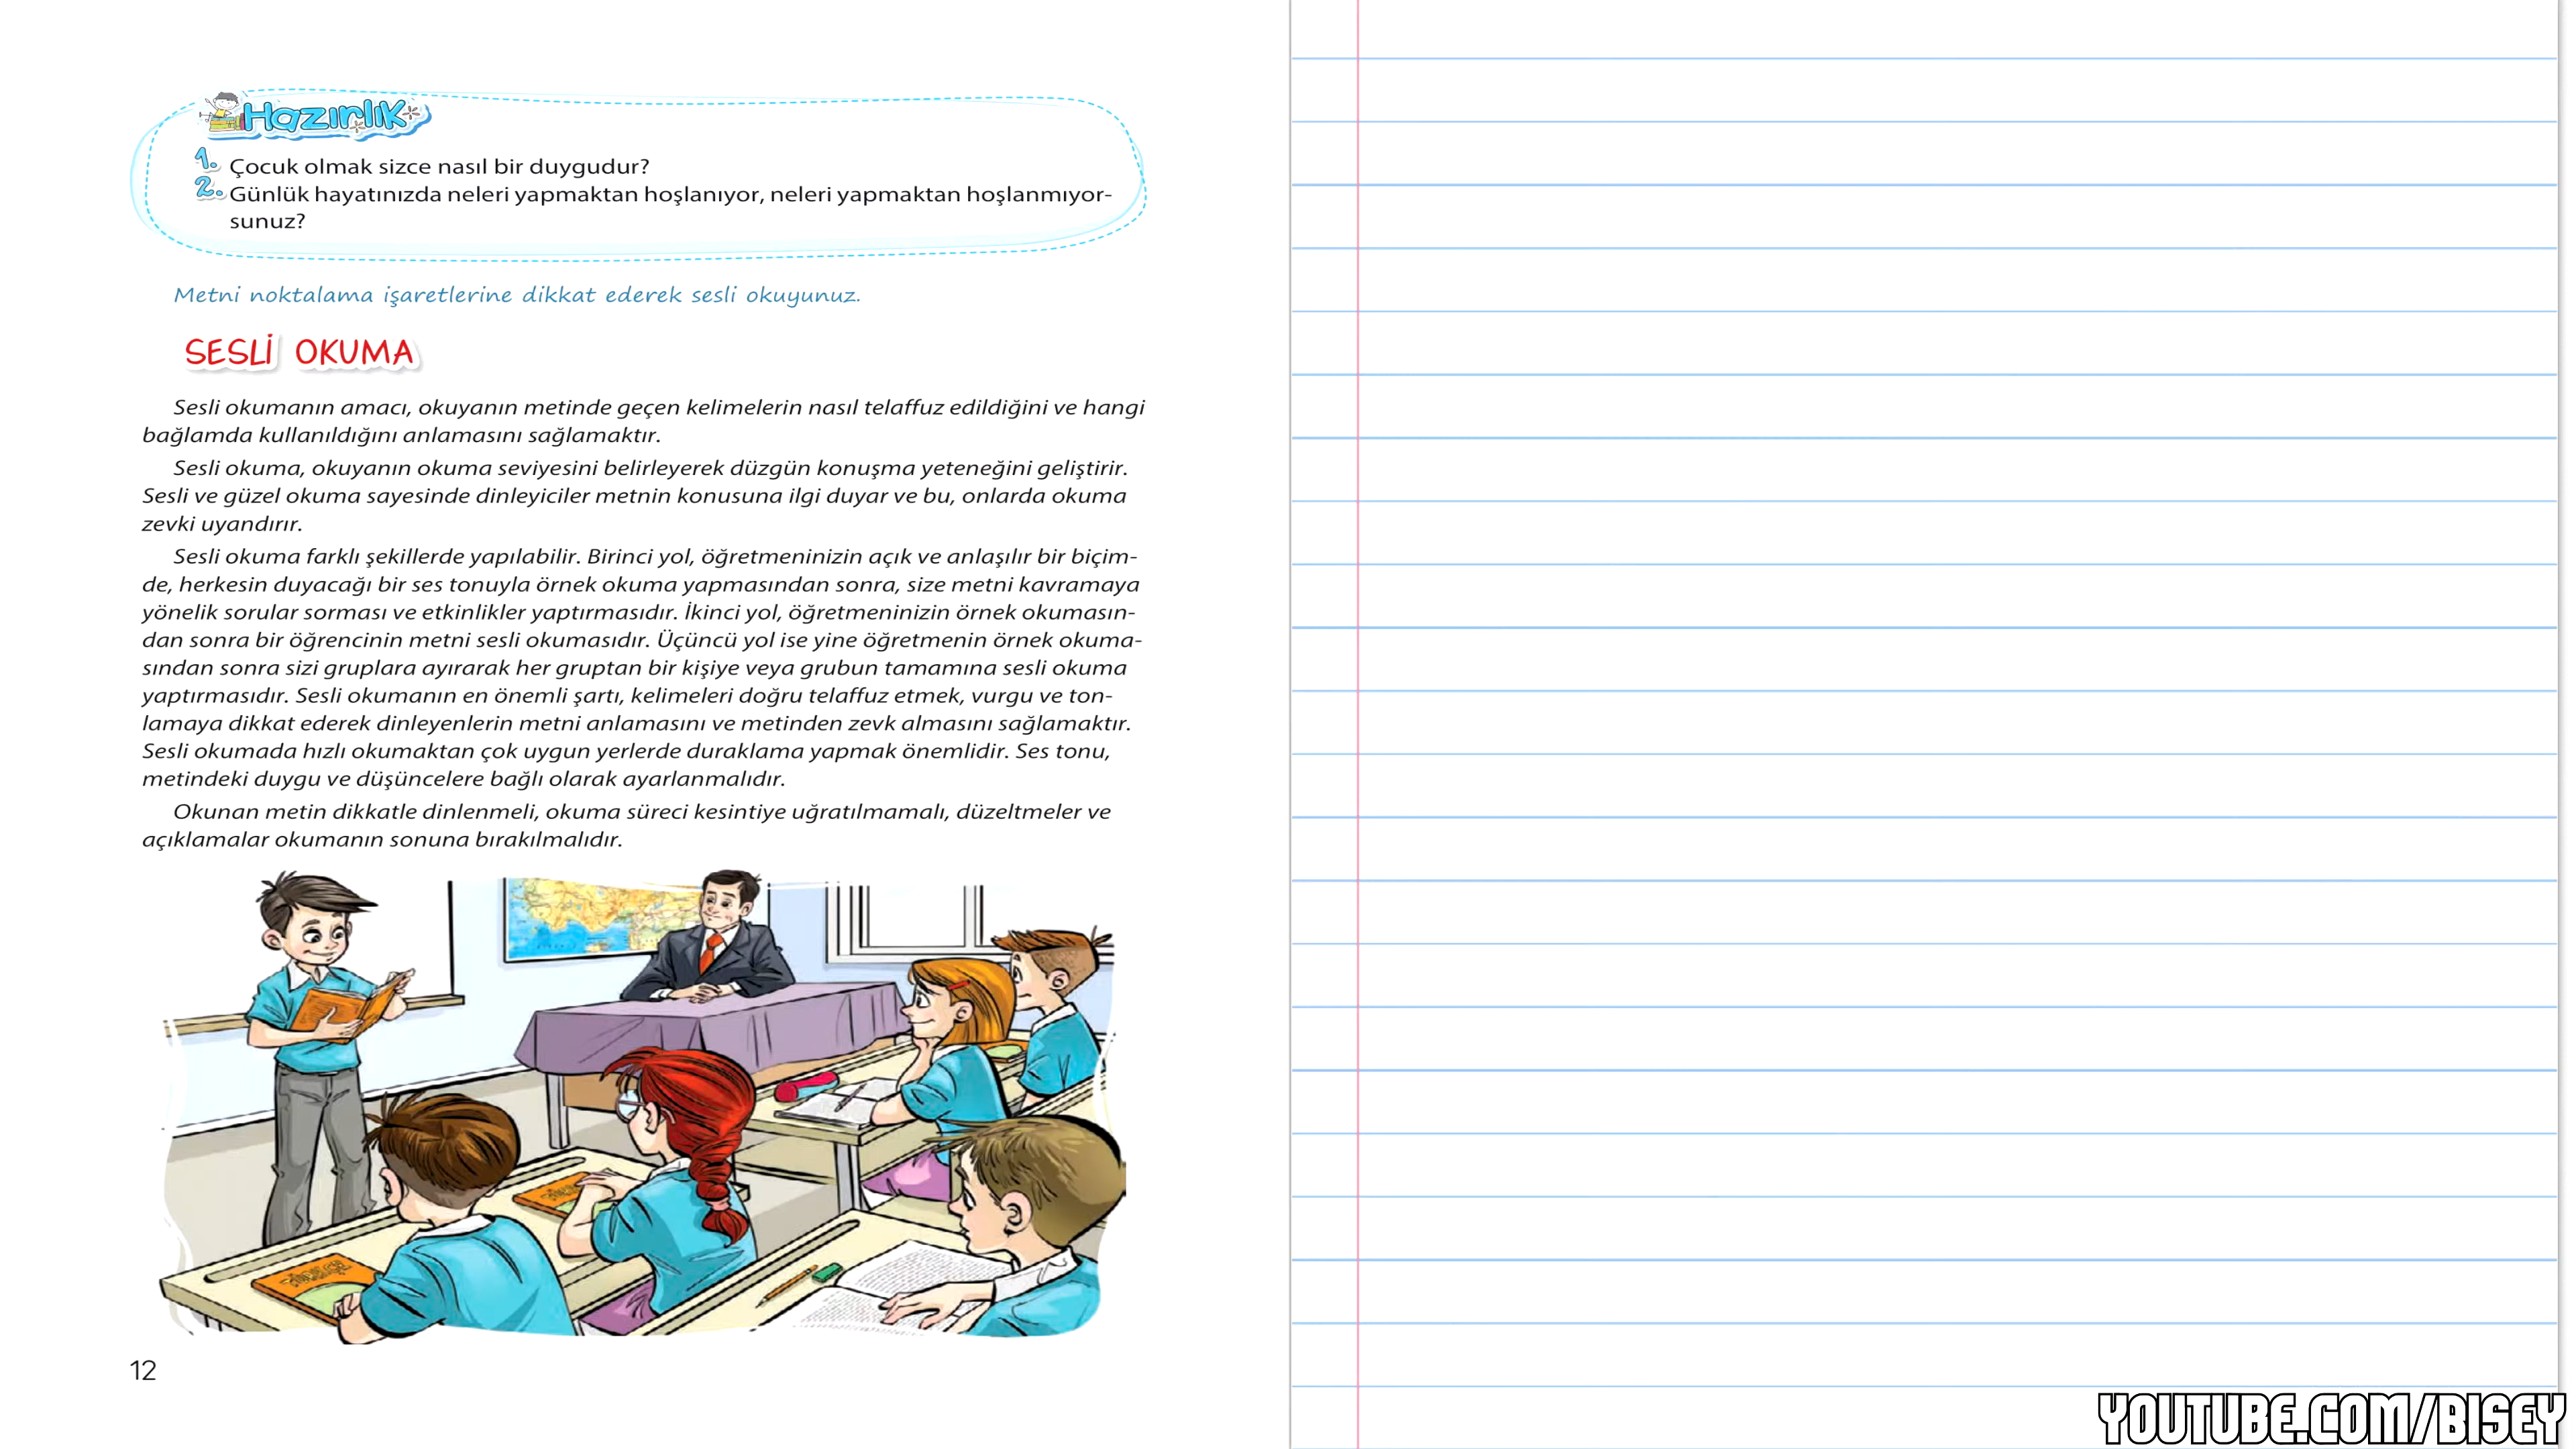 Hazırlık
1. Çocuk olmak sizce nasıl bir duygudur?
2. Günlük hayatınızda neleri yapmaktan hoşlanıyor, neleri yapmaktan hoşlanmıyor-
sunuz?
Metni noktalama işaretlerine dikkat ederek sesli okuyunuz.
SESLİ OKUMA
Sesli okumanın amacı, okuyanın metinde geçen kelimelerin nasıl telaffuz edildiğini ve hangi
bağlamda kullanıldığını anlamasını sağlamaktır.
Sesli okuma, okuyanın okuma seviyesini belirleyerek düzgün konuşma yeteneğini geliştirir.
Sesli ve güzel okuma sayesinde dinleyiciler metnin konusuna ilgi duyar ve bu, onlarda okuma
zevki uyandırır.
Sesli okuma farklı şekillerde yapılabilir. Birinci yol, öğretmeninizin açık ve anlaşılır bir biçim-
de, herkesin duyacağı bir ses tonuyla örnek okuma yapmasından sonra, size metni kavramaya
yönelik sorular sorması ve etkinlikler yaptırmasıdır. İkinci yol, öğretmeninizin örnek okumasın-
dan sonra bir öğrencinin metni sesli okumasıdır. Üçüncü yol ise yine öğretmenin örnek okuma-
sından sonra sizi gruplara ayırarak her gruptan bir kişiye veya grubun tamamına sesli okuma
yaptırmasıdır. Sesli okumanın en önemli şartı, kelimeleri doğru telaffuz etmek, vurgu ve ton-
lamaya dikkat ederek dinleyenlerin metni anlamasını ve metinden zevk almasını sağlamaktır.
Sesli okumada hızlı okumaktan çok uygun yerlerde duraklama yapmak önemlidir. Ses tonu,
metindeki duygu ve düşüncelere bağlı olarak ayarlanmalıdır.
Okunan metin dikkatle dinlenmeli, okuma süreci kesintiye uğratılmamalı, düzeltmeler ve
açıklamalar okumanın sonuna bırakılmalıdır.
TÜRKÇE
12
YOUTUBE.COM/BISEY